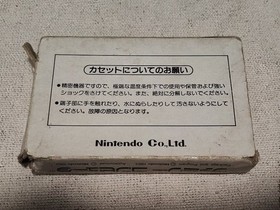 カセットについてのお願い
●精密機器ですので、極端な温度条件下での使用や保管および強い
ショックをさけてください。また、絶対に分解しないでください。
●端子部に手を触れたり、水にぬらしたりして汚さないようにして
ください。故障の原因となります。
Nintendo Co.,Ltd.